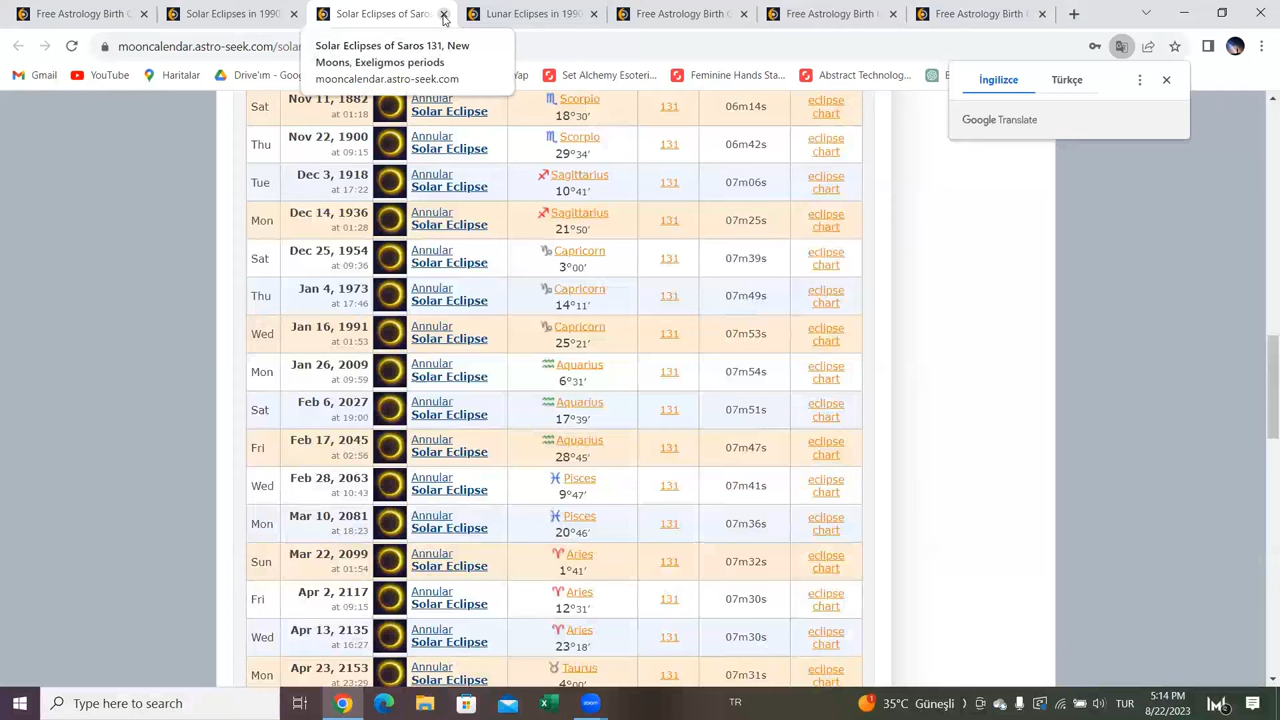 Free Astrology Birth C
Solar Eclipses in 1990
Solar Eclipses of Saros
Lunar Eclipses in 1990
Free Astrology Birth
Free Astrology Birth
Free Astrology Birth
mooncalendar.astro-seek.com/solar
Solar Eclipses of Saros 131, New
Moons, Exeligmos periods
mooncalendar.astro-seek.com
Gmail
YouTube
Haritalar
Drive'ım - Goog
Set Alchemy Esoteri...
Feminine Hands Sta...
Abstract Technolog...
İngilizce
Türkçe
Google Translate
Sat Nov 11, 1882 at 01:18 Scorpio 18°30' 131 06m14s eclipse chart
Thu Nov 22, 1900 at 09:15 Annular Solar Eclipse Scorpio 29°34' 131 06m42s eclipse chart
Tue Dec 3, 1918 at 17:22 Annular Solar Eclipse Sagittarius 10°41' 131 07m06s eclipse chart
Mon Dec 14, 1936 at 01:28 Annular Solar Eclipse Sagittarius 21°50' 131 07m25s eclipse chart
Sat Dec 25, 1954 at 09:36 Annular Solar Eclipse Capricorn 3°00' 131 07m39s eclipse chart
Thu Jan 4, 1973 at 17:46 Annular Solar Eclipse Capricorn 14°11' 131 07m49s eclipse chart
Wed Jan 16, 1991 at 01:53 Annular Solar Eclipse Capricorn 25°21' 131 07m53s eclipse chart
Mon Jan 26, 2009 at 09:59 Annular Solar Eclipse Aquarius 6°31' 131 07m54s eclipse chart
Sat Feb 6, 2027 at 19:00 Annular Solar Eclipse Aquarius 17°39' 131 07m51s eclipse chart
Fri Feb 17, 2045 at 02:56 Annular Solar Eclipse Aquarius 28°45' 131 07m47s eclipse chart
Wed Feb 28, 2063 at 10:43 Annular Solar Eclipse Pisces 9°47' 131 07m41s eclipse chart
Mon Mar 10, 2081 at 18:23 Annular Solar Eclipse Pisces 20°46' 131 07m36s eclipse chart
Sun Mar 22, 2099 at 01:54 Annular Solar Eclipse Aries 1°41' 131 07m32s eclipse chart
Fri Apr 2, 2117 at 09:15 Annular Solar Eclipse Aries 12°31' 131 07m30s eclipse chart
Wed Apr 13, 2135 at 16:27 Annular Solar Eclipse Aries 23°18' 131 07m30s eclipse chart
Mon Apr 23, 2153 at 23:29 Annular Solar Eclipse Taurus 4°00' 131 07m31s eclipse chart
Type here to search
zoom
TR
35°C Güneşli
TUR
5:14 PM
8/22/2023